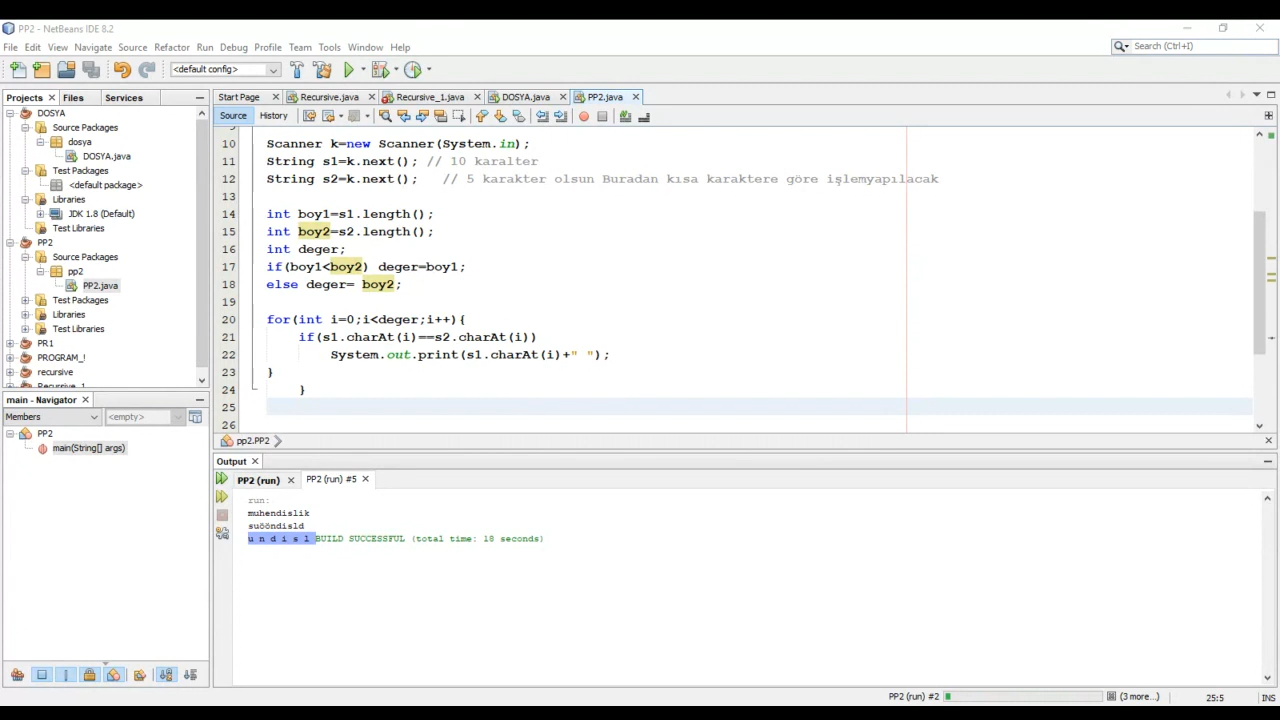 PP2 - NetBeans IDE 8.2
File Edit View Navigate Source Refactor Run Debug Profile Team Tools Window Help
Search (Ctrl+I)
<default config>
Projects Files Services
DOSYA
Source Packages
dosya
DOSYA.java
Test Packages
<default package>
Libraries
JDK 1.8 (Default)
Test Libraries
PP2
Source Packages
pp2
PP2.java
Test Packages
Libraries
Test Libraries
PR1
PROGRAM_!
recursive
Recursive_1
main - Navigator
Members <empty>
PP2
main(String[] args)
Start Page Recursive.java Recursive_1.java DOSYA.java PP2.java
Source History
9
10 Scanner k=new Scanner(System.in);
11 String s1=k.next(); // 10 karalter
12 String s2=k.next(); // 5 karakter olsun Buradan kısa karaktere göre işlemyapılacak
13
14 int boy1=s1.length();
15 int boy2=s2.length();
16 int deger;
17 if(boy1<boy2) deger=boy1;
18 else deger= boy2;
19
20 for(int i=0;i<deger;i++){
21 if(s1.charAt(i)==s2.charAt(i))
22 System.out.print(s1.charAt(i)+" ");
23 }
24 }
25
26
pp2.PP2
Output
PP2 (run) PP2 (run) #5
run:
muhendislik
suööndisld
u n d i s l BUILD SUCCESSFUL (total time: 18 seconds)
PP2 (run) #2 (3 more...) 25:5 INS